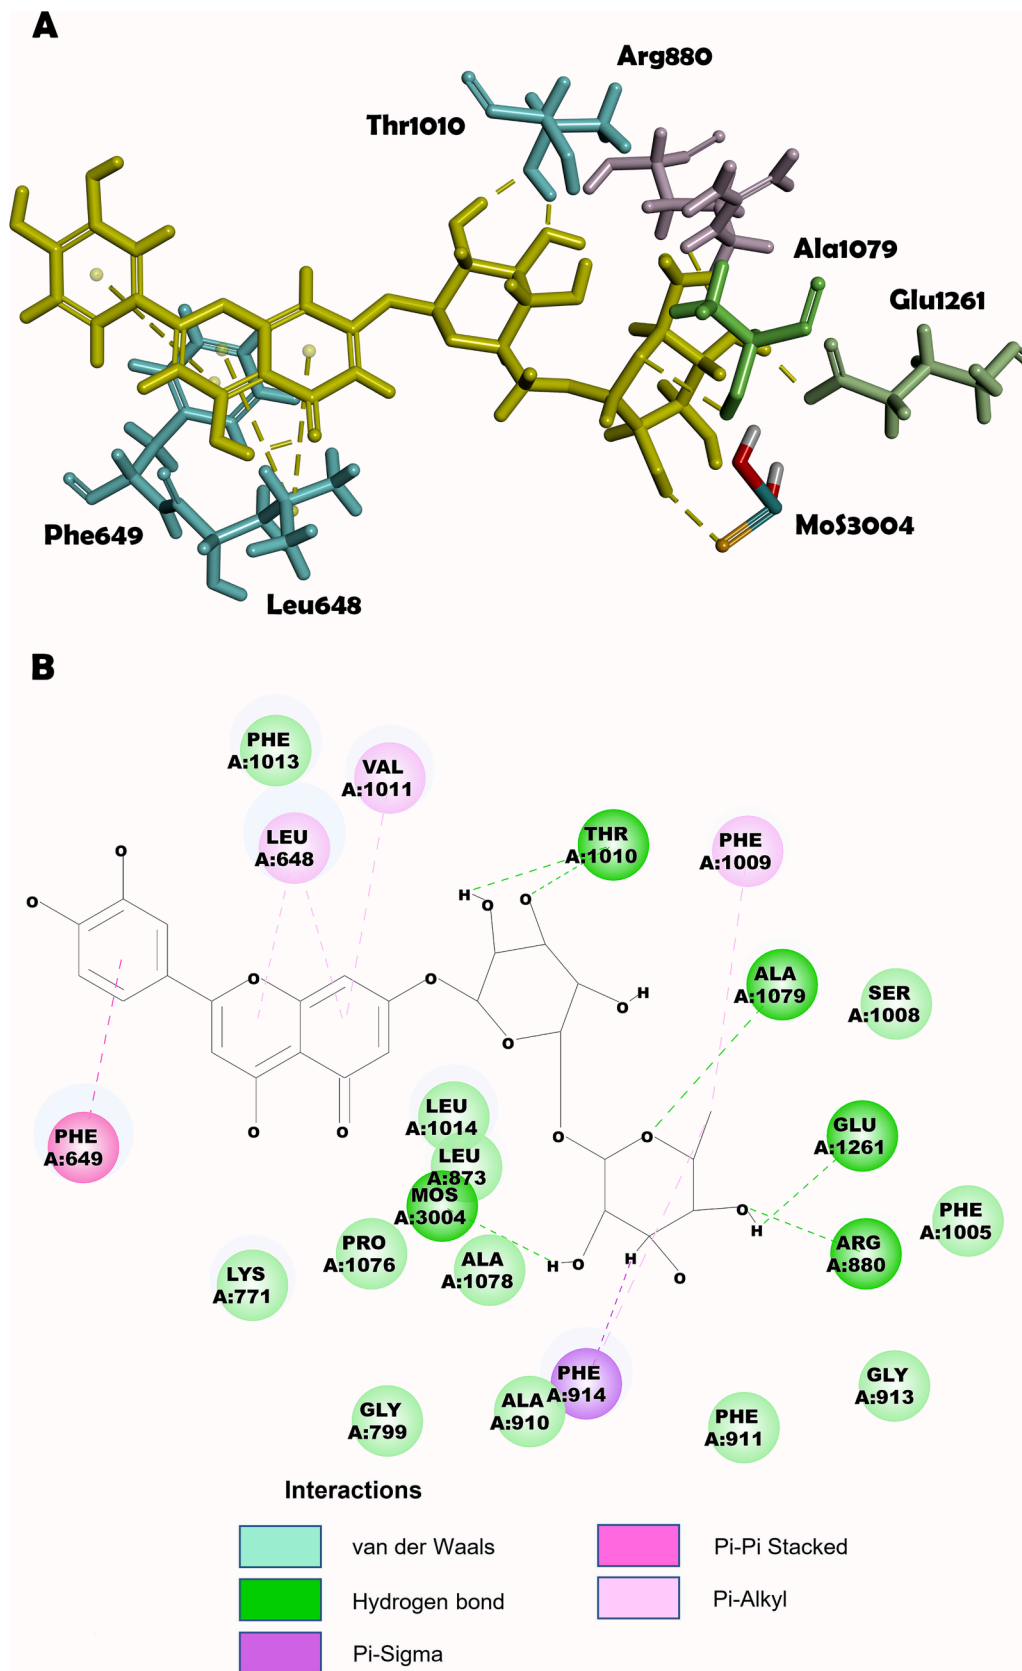 A
Arg880
Thr1010
Ala1079
Glu1261
MoS3004
Phe649
Leu648
B
PHE
A:1013
VAL
A:1011
LEU
A:648
THR
A:1010
PHE
A:1009
ALA
A:1079
SER
A:1008
O
O
H
O
O
O
O
O
H
O
O
O
O
PHE
A:649
LEU
A:1014
LEU
A:873
MOS
A:3004
PRO
A:1076
LYS
A:771
ALA
A:1078
O
O
GLU
A:1261
PHE
A:1005
ARG
A:880
O
H
H
O
H
O
PHE
A:914
ALA
A:910
GLY
A:799
PHE
A:911
GLY
A:913
Interactions
van der Waals
Pi-Pi Stacked
Hydrogen bond
Pi-Alkyl
Pi-Sigma